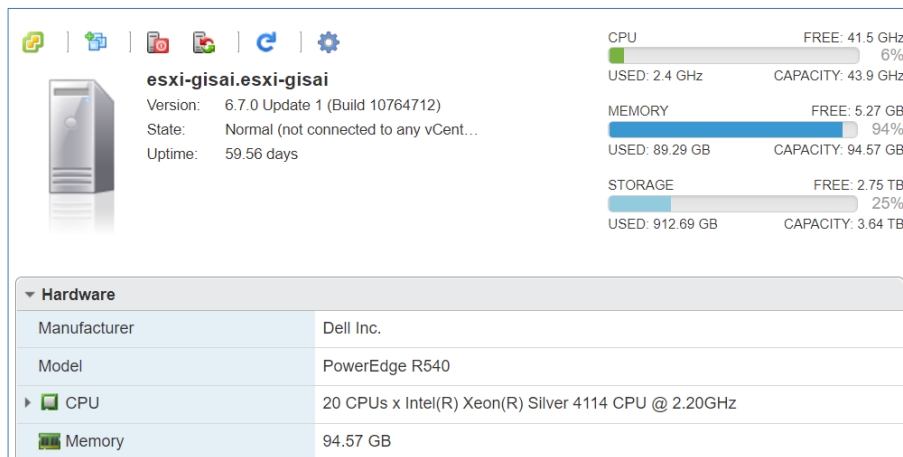 esxi-gisai.esxi-gisai
Version: 6.7.0 Update 1 (Build 10764712)
State: Normal (not connected to any vCent...
Uptime: 59.56 days
CPU FREE: 41.5 GHz
6%
USED: 2.4 GHz CAPACITY: 43.9 GHz
MEMORY FREE: 5.27 GB
94%
USED: 89.29 GB CAPACITY: 94.57 GB
STORAGE FREE: 2.75 TB
25%
USED: 912.69 GB CAPACITY: 3.64 TB
Hardware
Manufacturer Dell Inc.
Model PowerEdge R540
CPU 20 CPUs x Intel(R) Xeon(R) Silver 4114 CPU @ 2.20GHz
Memory 94.57 GB